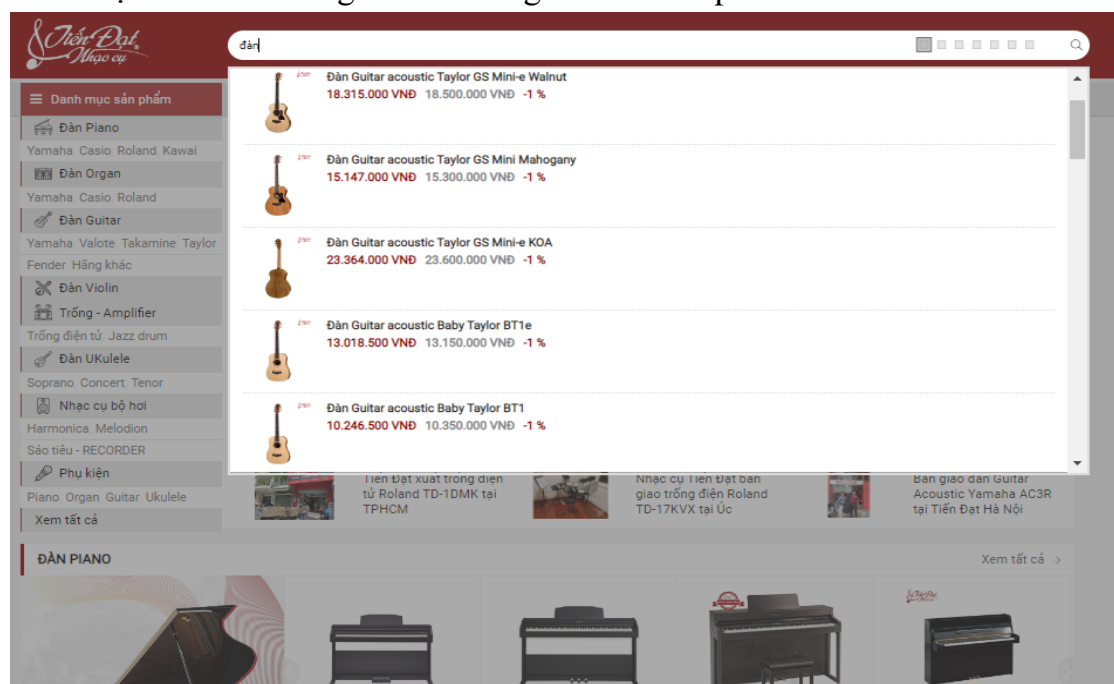 Tiến Đạt
Nhạc cụ
đàn
Danh mục sản phẩm
Đàn Piano
Yamaha Casio Roland Kawai
Đàn Organ
Yamaha Casio Roland
Đàn Guitar
Yamaha Valote Takamine Taylor
Fender Hãng khác
Đàn Violin
Trống - Amplifier
Trống điện tử Jazz drum
Đàn UKulele
Soprano Concert Tenor
Nhạc cụ bộ hơi
Harmonica Melodion
Sáo tiêu - RECORDER
Phụ kiện
Piano Organ Guitar Ukulele
Xem tất cả
Đàn Guitar acoustic Taylor GS Mini-e Walnut
18.315.000 VNĐ 18.500.000 VNĐ -1 %
Đàn Guitar acoustic Taylor GS Mini Mahogany
15.147.000 VNĐ 15.300.000 VNĐ -1 %
Đàn Guitar acoustic Taylor GS Mini-e KOA
23.364.000 VNĐ 23.600.000 VNĐ -1 %
Đàn Guitar acoustic Baby Taylor BT1e
13.018.500 VNĐ 13.150.000 VNĐ -1 %
Đàn Guitar acoustic Baby Taylor BT1
10.246.500 VNĐ 10.350.000 VNĐ -1 %
Tiến Đạt xuất trống điện
tử Roland TD-1DMK tại
TPHCM
Nhạc cụ Tiến Đạt bàn
giao trống điện Roland
TD-17KVX tại Úc
Bàn giao đàn Guitar
Acoustic Yamaha AC3R
tại Tiến Đạt Hà Nội
ĐÀN PIANO
Xem tất cả
Tiến Đạt